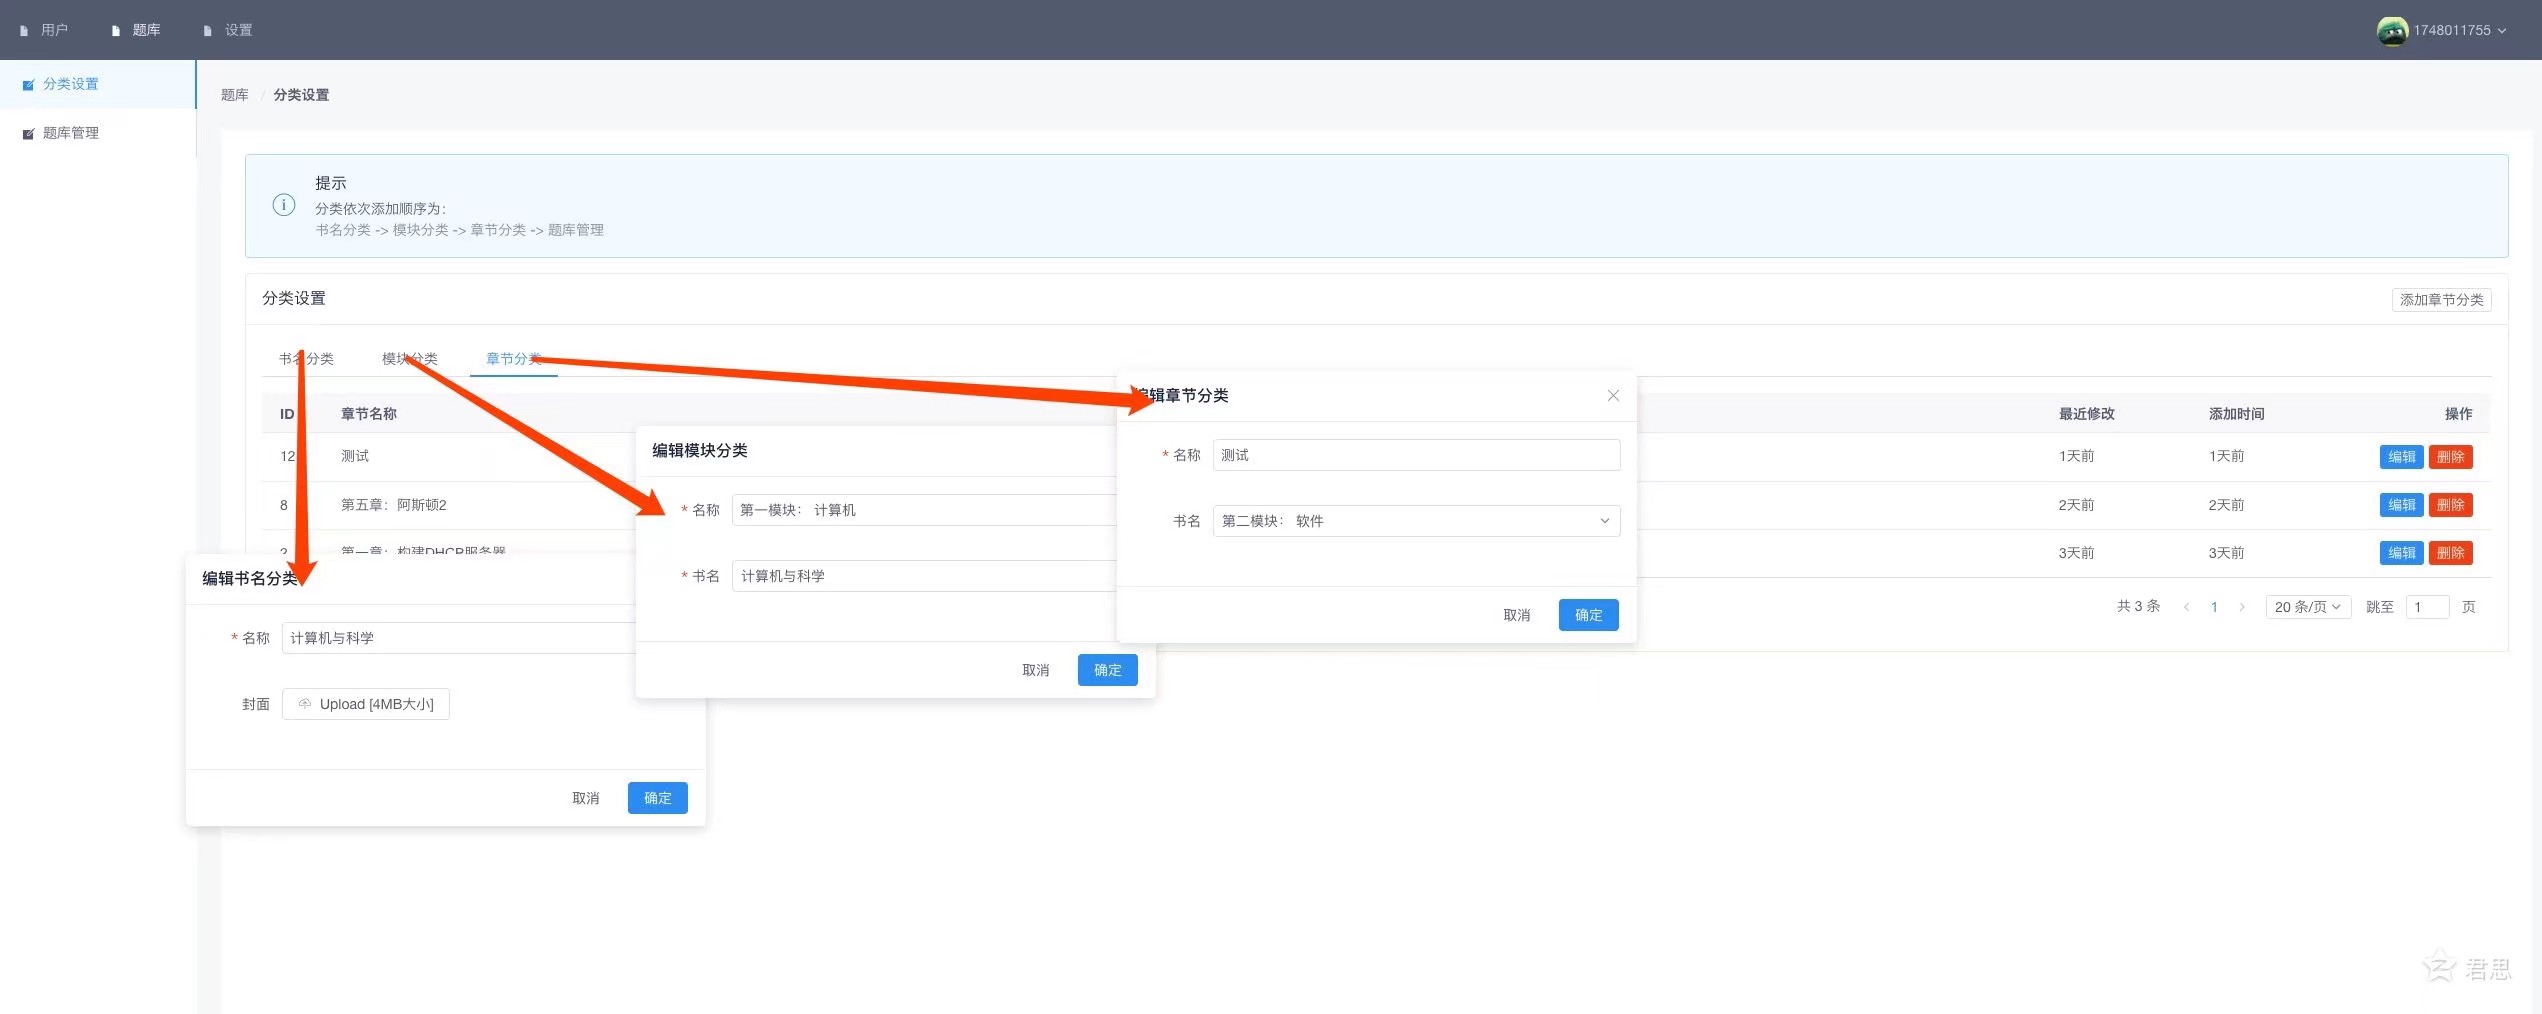 用户
题库
设置
1748011755
分类设置
题库管理
题库 / 分类设置
提示
分类依次添加顺序为：
书名分类 -> 模块分类 -> 章节分类 -> 题库管理
分类设置
添加章节分类
书名分类
模块分类
章节分类
ID 章节名称 最近修改 添加时间 操作
12 测试 1天前 1天前 编辑 删除
8 第五章：阿斯顿2 2天前 2天前 编辑 删除
2 第一章：构建DHCP服务器 3天前 3天前 编辑 删除
共 3 条 1 20 条/页 跳至 1 页
编辑书名分类
* 名称 计算机与科学
封面 Upload [4MB大小]
取消 确定
编辑模块分类
* 名称 第一模块： 计算机
* 书名 计算机与科学
取消 确定
编辑章节分类
* 名称 测试
书名 第二模块： 软件
取消 确定
君思